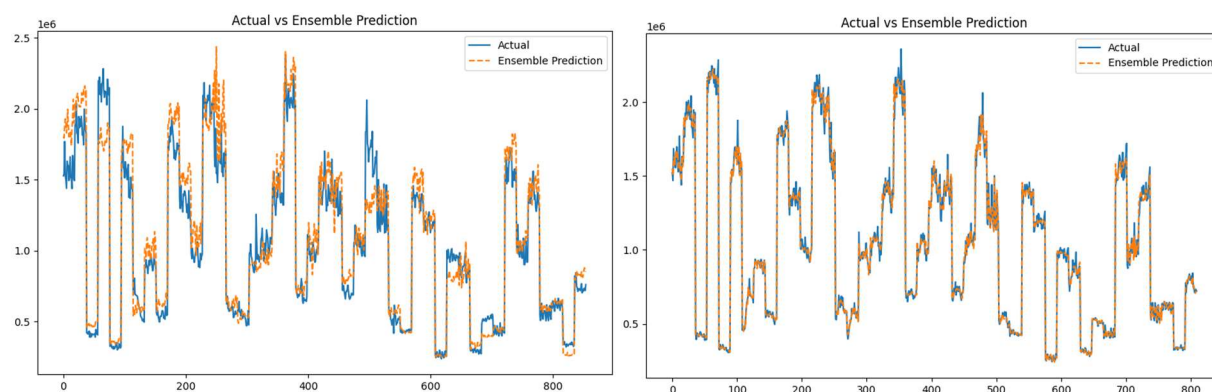 Actual vs Ensemble Prediction
1e6
Actual
Ensemble Prediction
2.5
2.0
1.5
1.0
0.5
0 200 400 600 800
Actual vs Ensemble Prediction
1e6
Actual
Ensemble Prediction
2.0
1.5
1.0
0.5
0 100 200 300 400 500 600 700 800